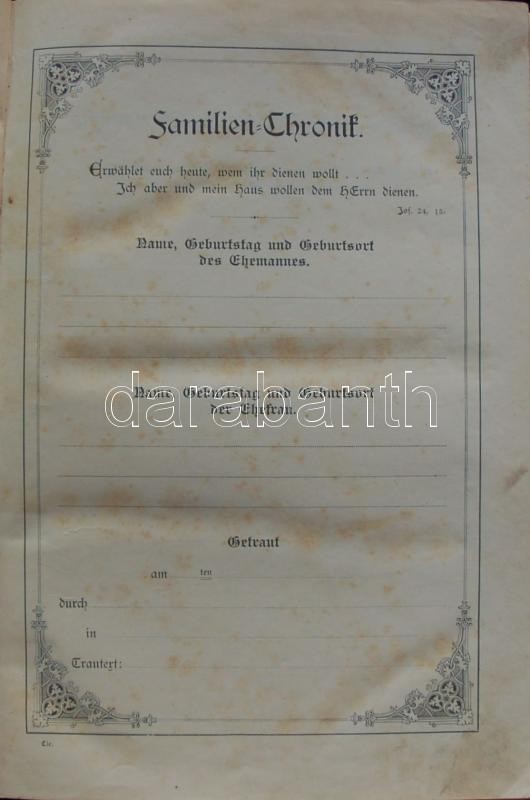 Familien-Chronik.
Erwählet euch heute, wem ihr dienen wollt . . .
Ich aber und mein Haus wollen dem HErrn dienen.
Jos. 24, 15.
Name, Geburtstag und Geburtsort
des Ehemannes.
Name, Geburtstag und Geburtsort
der Ehefrau.
darabanth
Getraut
am ten
durch
in
Trautext: